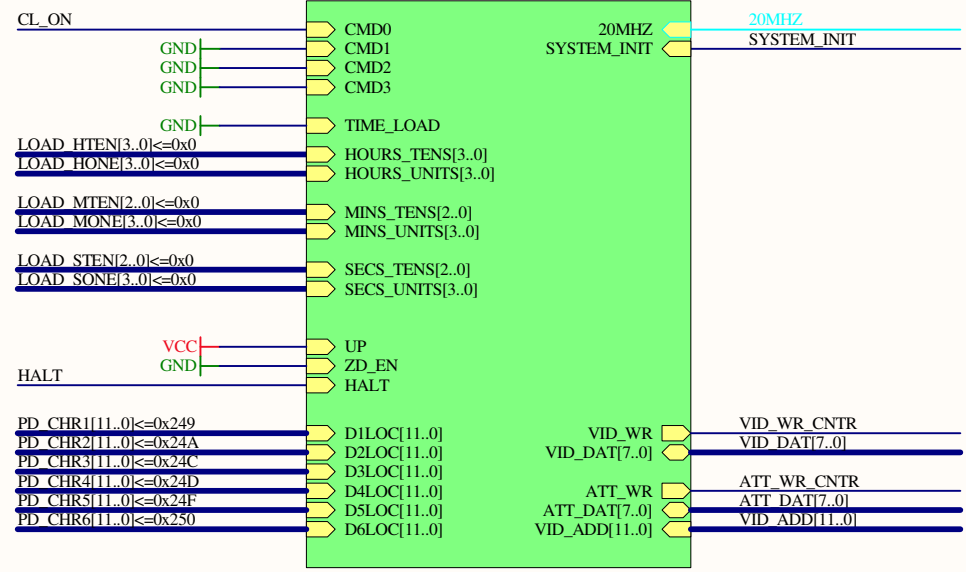 CL_ON CMD0 20MHZ 20MHZ
GND CMD1 SYSTEM_INIT SYSTEM_INIT
GND CMD2
GND CMD3
GND TIME_LOAD
LOAD_HTEN[3..0]<=0x0 HOURS_TENS[3..0]
LOAD_HONE[3..0]<=0x0 HOURS_UNITS[3..0]
LOAD_MTEN[2..0]<=0x0 MINS_TENS[2..0]
LOAD_MONE[3..0]<=0x0 MINS_UNITS[3..0]
LOAD_STEN[2..0]<=0x0 SECS_TENS[2..0]
LOAD_SONE[3..0]<=0x0 SECS_UNITS[3..0]
VCC UP
GND ZD_EN
HALT HALT
PD_CHR1[11..0]<=0x249 D1LOC[11..0] VID_WR VID_WR_CNTR
PD_CHR2[11..0]<=0x24A D2LOC[11..0] VID_DAT[7..0] VID_DAT[7..0]
PD_CHR3[11..0]<=0x24C D3LOC[11..0]
PD_CHR4[11..0]<=0x24D D4LOC[11..0] ATT_WR ATT_WR_CNTR
PD_CHR5[11..0]<=0x24F D5LOC[11..0] ATT_DAT[7..0] ATT_DAT[7..0]
PD_CHR6[11..0]<=0x250 D6LOC[11..0] VID_ADD[11..0] VID_ADD[11..0]